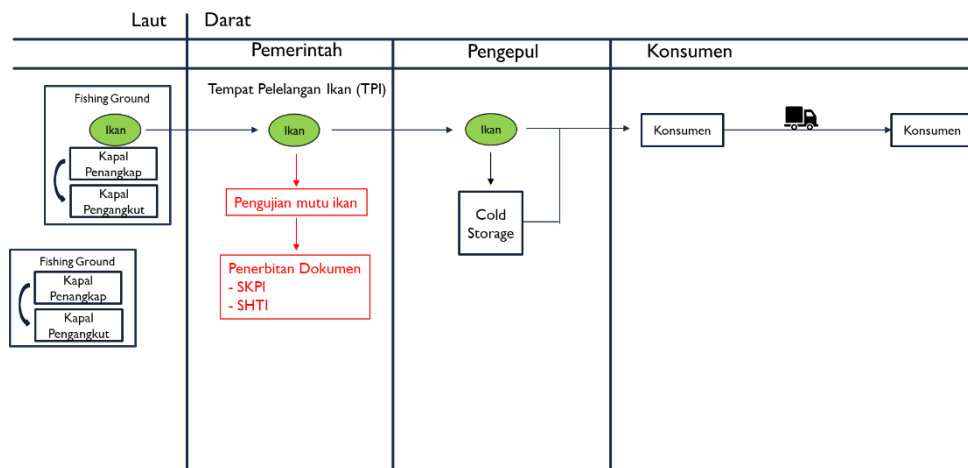 Laut
Darat
Pemerintah
Pengepul
Konsumen
Fishing Ground
Ikan
Kapal
Penangkap
Kapal
Pengangkut
Fishing Ground
Kapal
Penangkap
Kapal
Pengangkut
Tempat Pelelangan Ikan (TPI)
Ikan
Pengujian mutu ikan
Penerbitan Dokumen
- SKPI
- SHTI
Ikan
Cold
Storage
Konsumen
Konsumen